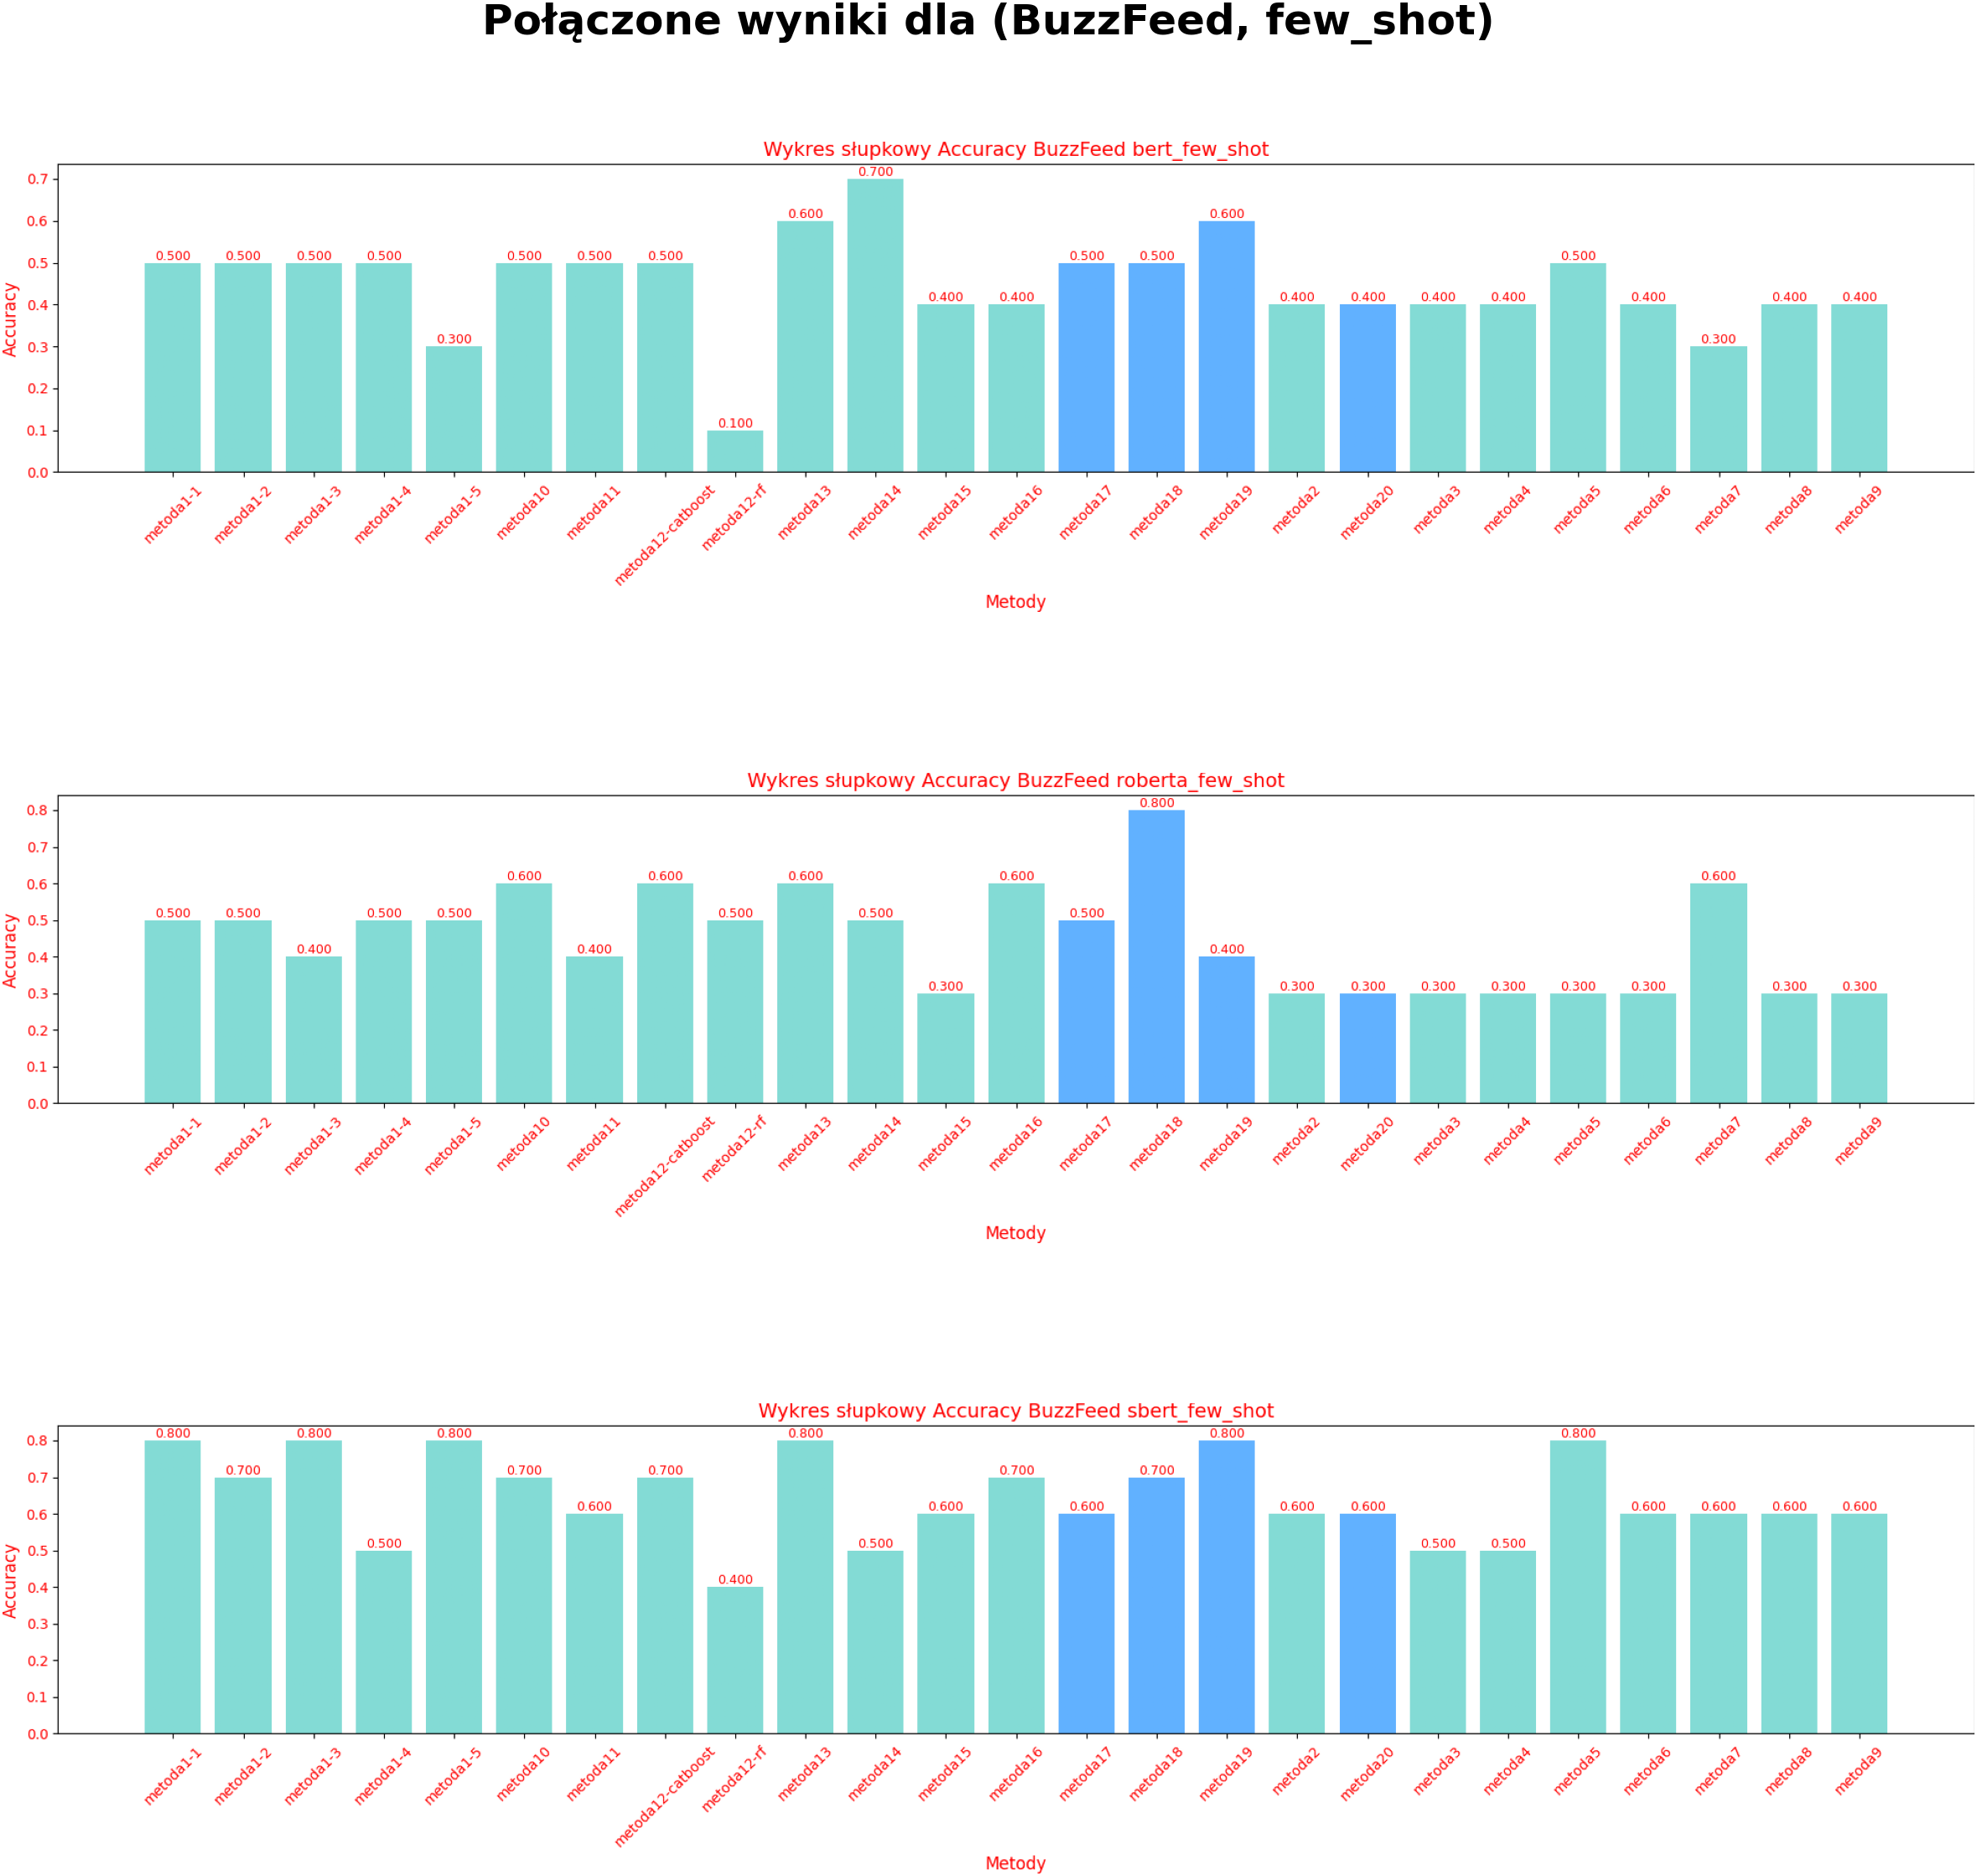 Połączone wyniki dla (BuzzFeed, few_shot)
Wykres słupkowy Accuracy BuzzFeed bert_few_shot
Accuracy
0.7
0.6
0.5
0.4
0.3
0.2
0.1
0.0
0.500 0.500 0.500 0.500 0.300 0.500 0.500 0.500 0.100 0.600 0.700 0.400 0.400 0.500 0.500 0.600 0.400 0.400 0.400 0.400 0.500 0.400 0.300 0.400 0.400
metoda1-1 metoda1-2 metoda1-3 metoda1-4 metoda1-5 metoda10 metoda11 metoda12-catboost metoda12-rf metoda13 metoda14 metoda15 metoda16 metoda17 metoda18 metoda19 metoda2 metoda20 metoda3 metoda4 metoda5 metoda6 metoda7 metoda8 metoda9
Metody
Wykres słupkowy Accuracy BuzzFeed roberta_few_shot
Accuracy
0.8
0.7
0.6
0.5
0.4
0.3
0.2
0.1
0.0
0.500 0.500 0.400 0.500 0.500 0.600 0.400 0.600 0.500 0.600 0.500 0.300 0.600 0.500 0.800 0.400 0.300 0.300 0.300 0.300 0.300 0.300 0.600 0.300 0.300
metoda1-1 metoda1-2 metoda1-3 metoda1-4 metoda1-5 metoda10 metoda11 metoda12-catboost metoda12-rf metoda13 metoda14 metoda15 metoda16 metoda17 metoda18 metoda19 metoda2 metoda20 metoda3 metoda4 metoda5 metoda6 metoda7 metoda8 metoda9
Metody
Wykres słupkowy Accuracy BuzzFeed sbert_few_shot
Accuracy
0.8
0.7
0.6
0.5
0.4
0.3
0.2
0.1
0.0
0.800 0.700 0.800 0.500 0.800 0.700 0.600 0.700 0.400 0.800 0.500 0.600 0.700 0.600 0.700 0.800 0.600 0.600 0.500 0.500 0.800 0.600 0.600 0.600 0.600
metoda1-1 metoda1-2 metoda1-3 metoda1-4 metoda1-5 metoda10 metoda11 metoda12-catboost metoda12-rf metoda13 metoda14 metoda15 metoda16 metoda17 metoda18 metoda19 metoda2 metoda20 metoda3 metoda4 metoda5 metoda6 metoda7 metoda8 metoda9
Metody